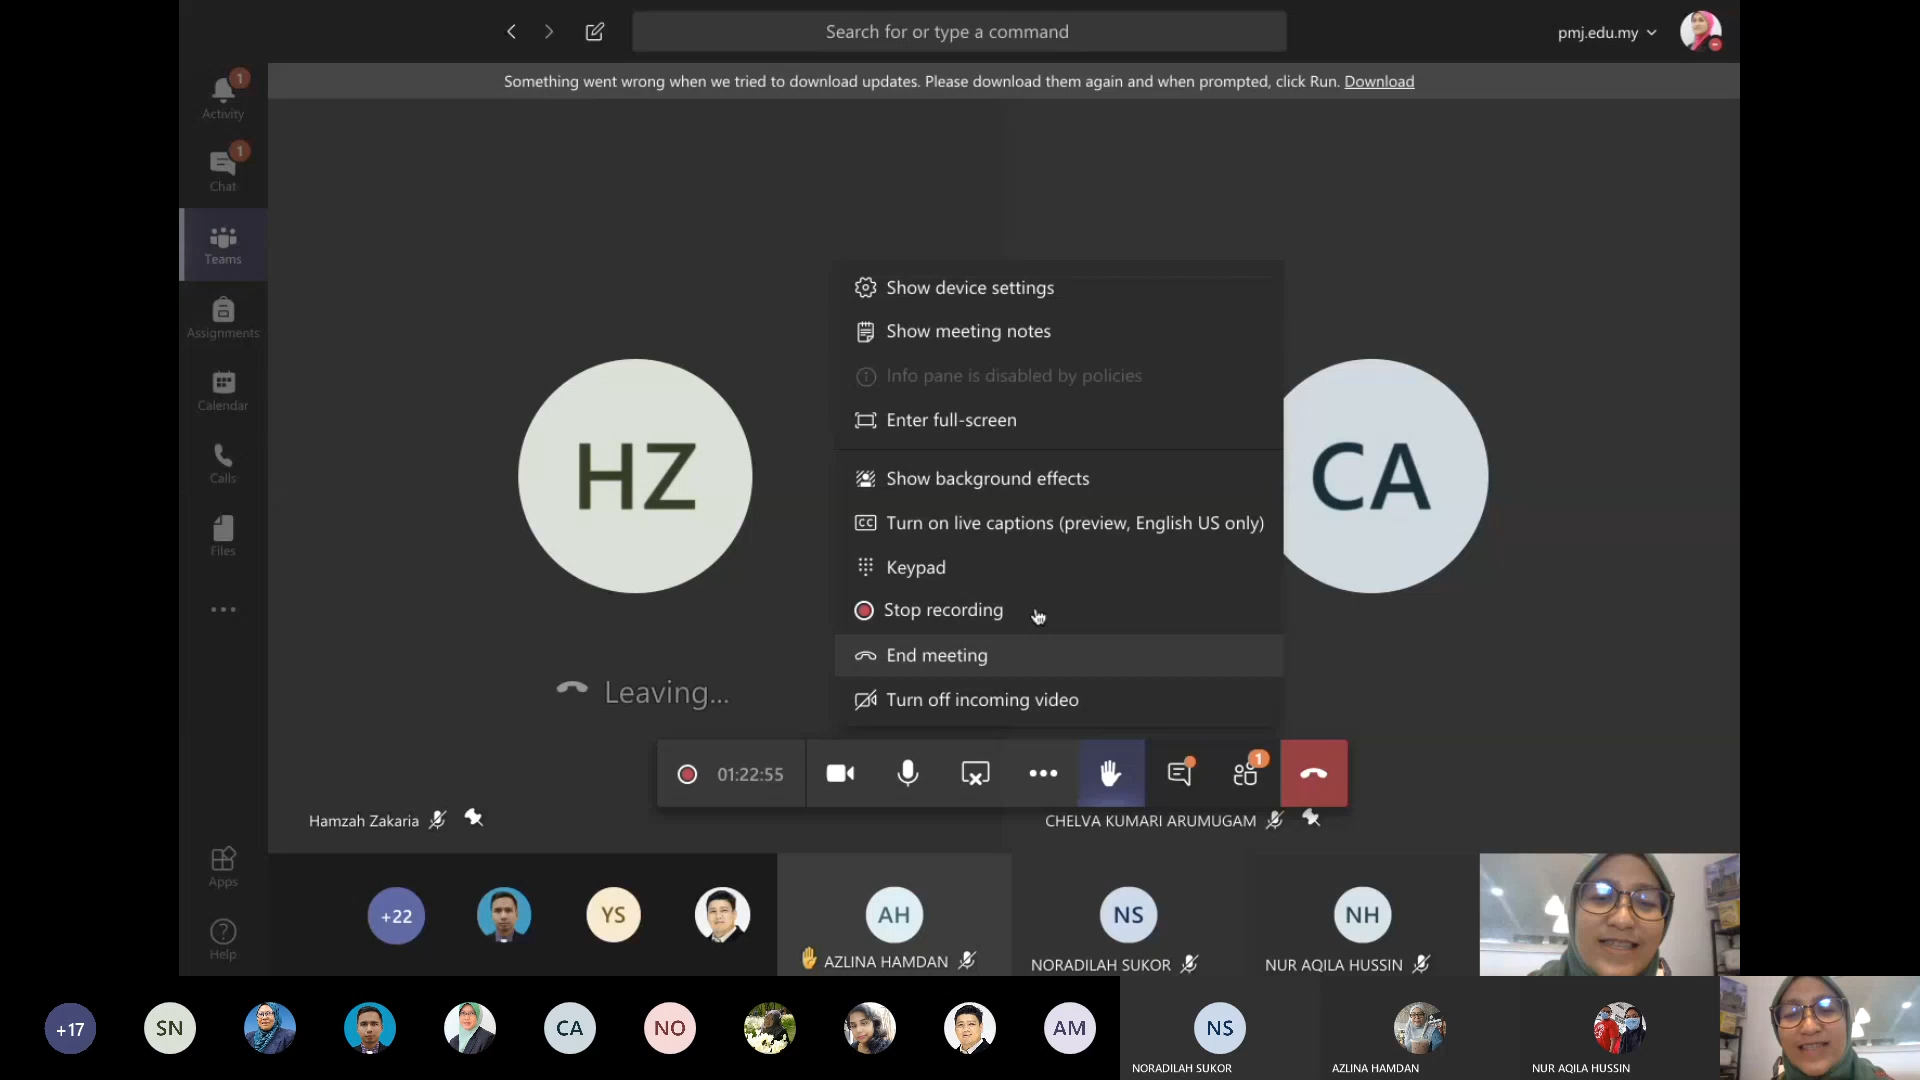 Search for or type a command
pmj.edu.my
Something went wrong when we tried to download updates. Please download them again and when prompted, click Run. Download
1
Activity
1
Chat
Teams
Assignments
Calendar
Calls
Files
Apps
Help
HZ
CA
Show device settings
Show meeting notes
Info pane is disabled by policies
Enter full-screen
Show background effects
CC Turn on live captions (preview, English US only)
Keypad
Stop recording
End meeting
Turn off incoming video
Leaving...
01:22:55
1
Hamzah Zakaria
CHELVA KUMARI ARUMUGAM
+22
YS
AH
NS
NH
AZLINA HAMDAN
NORADILAH SUKOR
NUR AQILA HUSSIN
+17
SN
CA
NO
AM
NS
NORADILAH SUKOR
AZLINA HAMDAN
NUR AQILA HUSSIN